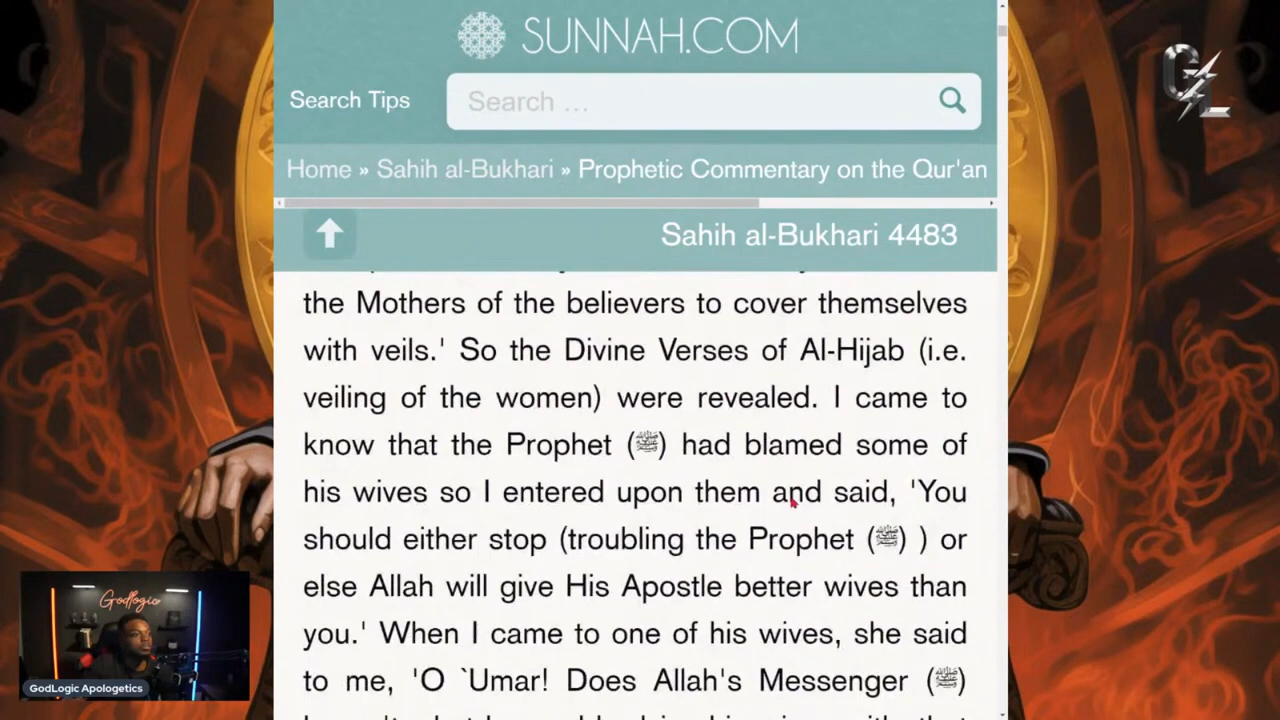 SUNNAH.COM
GL
Search Tips
Search ...
Home » Sahih al-Bukhari » Prophetic Commentary on the Qur'an
Sahih al-Bukhari 4483
the Mothers of the believers to cover themselves
with veils.' So the Divine Verses of Al-Hijab (i.e.
veiling of the women) were revealed. I came to
know that the Prophet (ﷺ) had blamed some of
his wives so I entered upon them and said, 'You
should either stop (troubling the Prophet (ﷺ) ) or
else Allah will give His Apostle better wives than
you.' When I came to one of his wives, she said
to me, 'O `Umar! Does Allah's Messenger (ﷺ)
Godlogic
GodLogic Apologetics